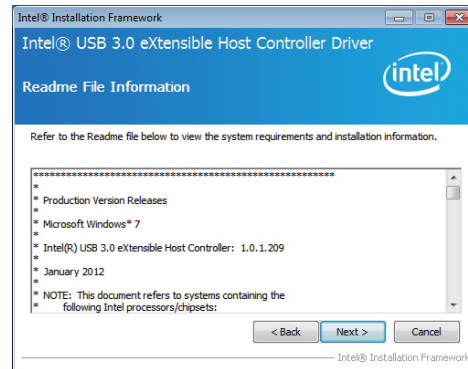 Intel® Installation Framework
Intel® USB 3.0 eXtensible Host Controller Driver
Readme File Information
intel
Refer to the Readme file below to view the system requirements and installation information.
******************************************************
*
* Production Version Releases
*
* Microsoft Windows* 7
*
* Intel(R) USB 3.0 eXtensible Host Controller: 1.0.1.209
*
* January 2012
*
* NOTE: This document refers to systems containing the
* following Intel processors/chipsets:
< Back
Next >
Cancel
Intel® Installation Framework